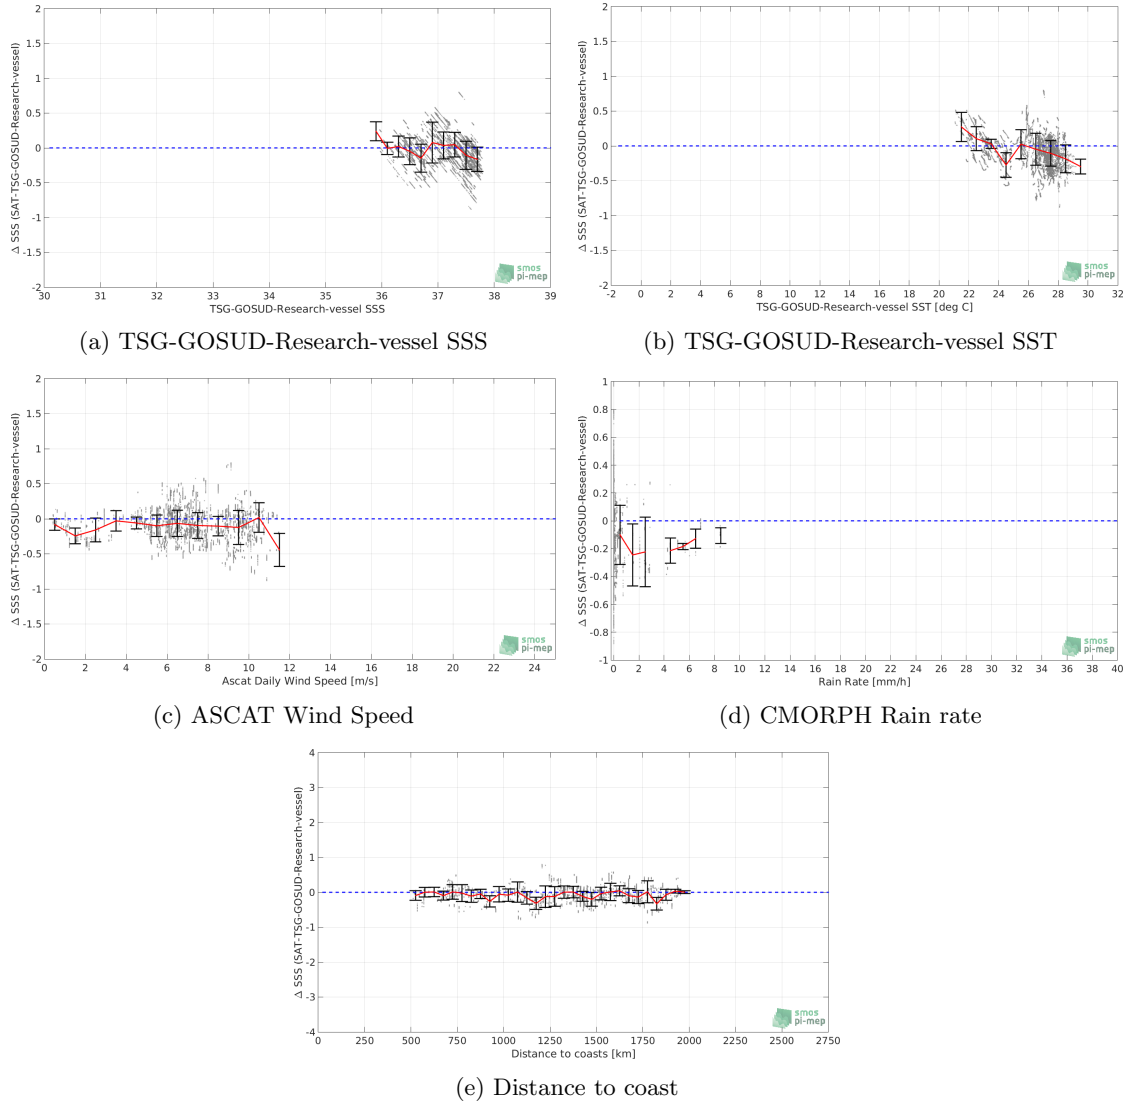 2
1.5
1
0.5
0
-0.5
-1
-1.5
-2
Δ SSS (SAT-TSG-GOSUD-Research-vessel)
30 31 32 33 34 35 36 37 38 39
TSG-GOSUD-Research-vessel SSS
smos
pi-mep
(a) TSG-GOSUD-Research-vessel SSS
2
1.5
1
0.5
0
-0.5
-1
-1.5
-2
Δ SSS (SAT-TSG-GOSUD-Research-vessel)
-2 0 2 4 6 8 10 12 14 16 18 20 22 24 26 28 30 32
TSG-GOSUD-Research-vessel SST [deg C]
smos
pi-mep
(b) TSG-GOSUD-Research-vessel SST
2
1.5
1
0.5
0
-0.5
-1
-1.5
-2
Δ SSS (SAT-TSG-GOSUD-Research-vessel)
0 2 4 6 8 10 12 14 16 18 20 22 24
Ascat Daily Wind Speed [m/s]
smos
pi-mep
(c) ASCAT Wind Speed
1
0.8
0.6
0.4
0.2
0
-0.2
-0.4
-0.6
-0.8
-1
Δ SSS (SAT-TSG-GOSUD-Research-vessel)
0 2 4 6 8 10 12 14 16 18 20 22 24 26 28 30 32 34 36 38 40
Rain Rate [mm/h]
smos
pi-mep
(d) CMORPH Rain rate
4
3
2
1
0
-1
-2
-3
-4
Δ SSS (SAT-TSG-GOSUD-Research-vessel)
0 250 500 750 1000 1250 1500 1750 2000 2250 2500 2750
Distance to coasts [km]
smos
pi-mep
(e) Distance to coast